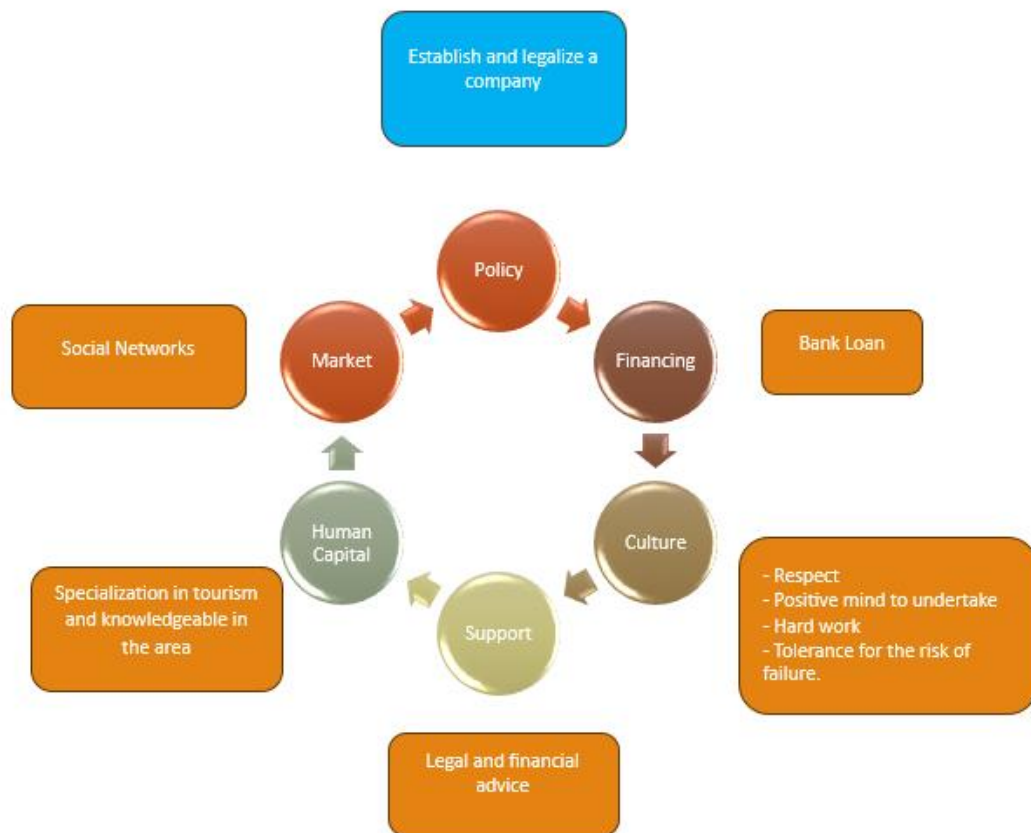 Establish and legalize a
company
Policy
Social Networks
Market
Financing
Bank Loan
Human
Capital
Culture
Specialization in tourism
and knowledgeable in
the area
Support
- Respect
- Positive mind to undertake
- Hard work
- Tolerance for the risk of
failure.
Legal and financial
advice